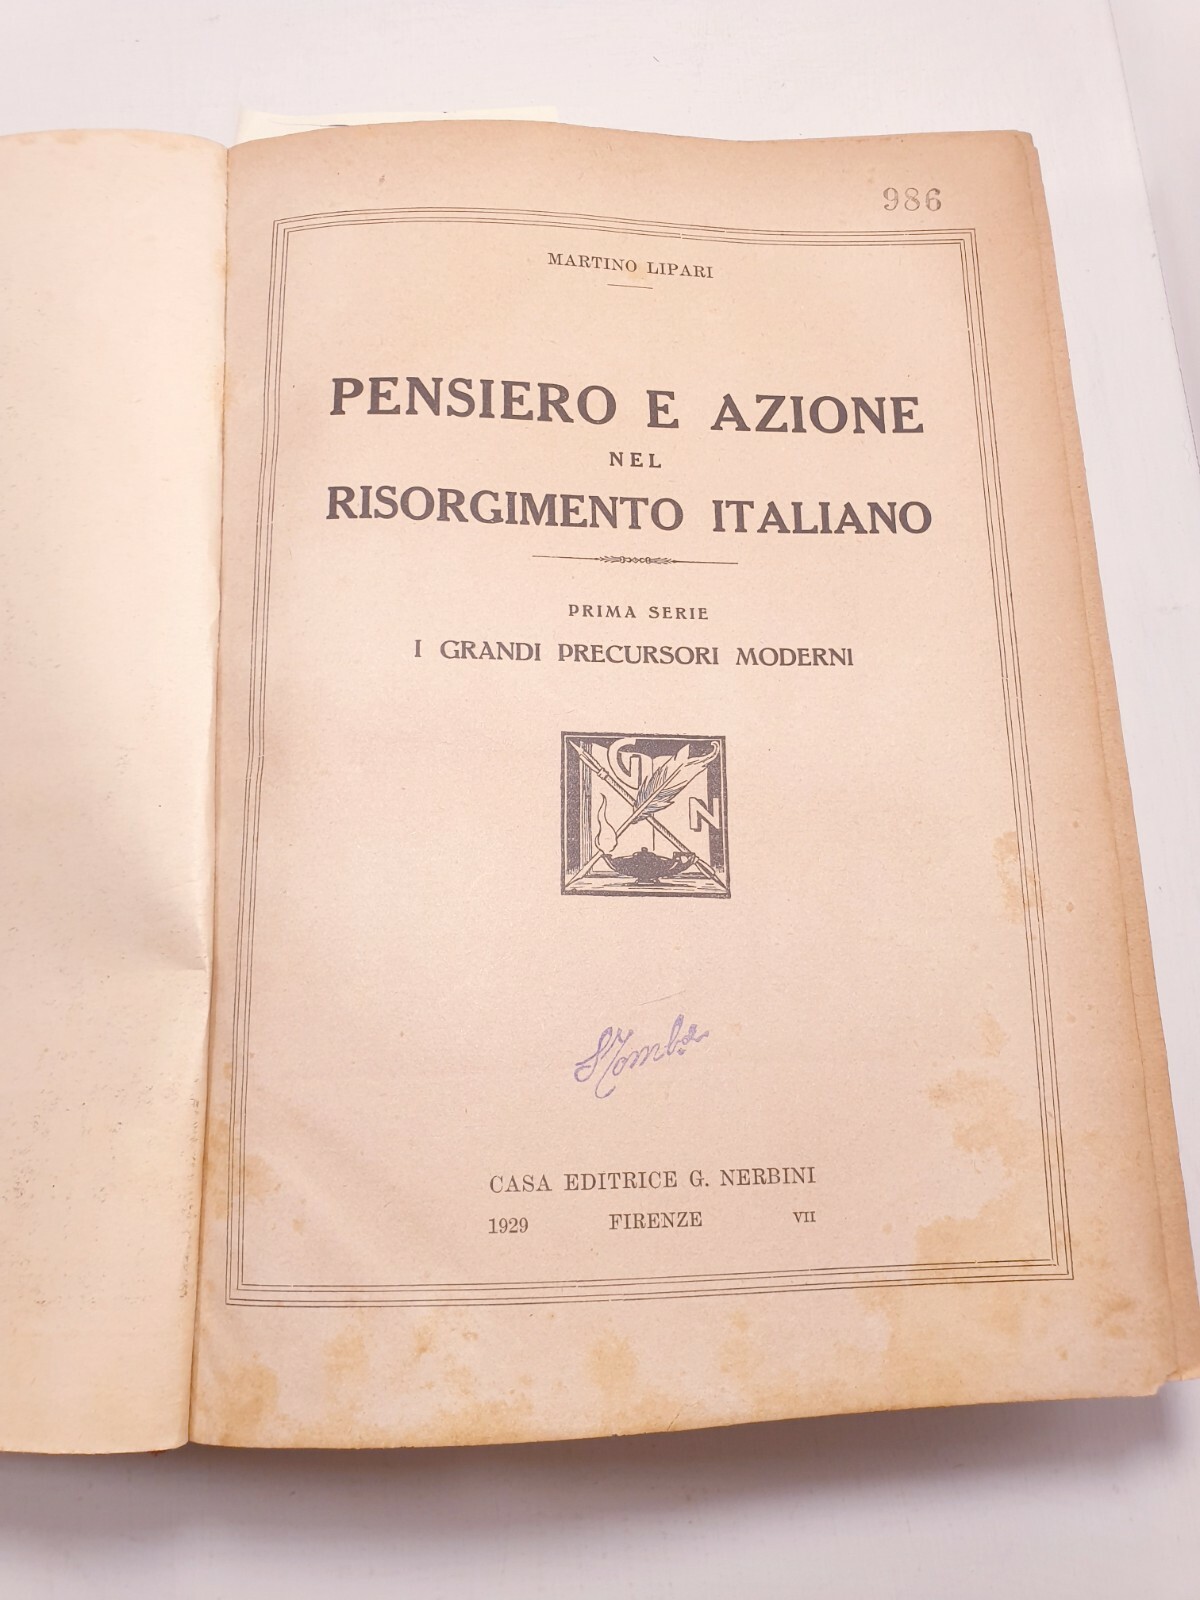 986
MARTINO LIPARI
PENSIERO E AZIONE
NEL
RISORGIMENTO ITALIANO
PRIMA SERIE
I GRANDI PRECURSORI MODERNI
G
N
CASA EDITRICE G. NERBINI
1929 FIRENZE VII